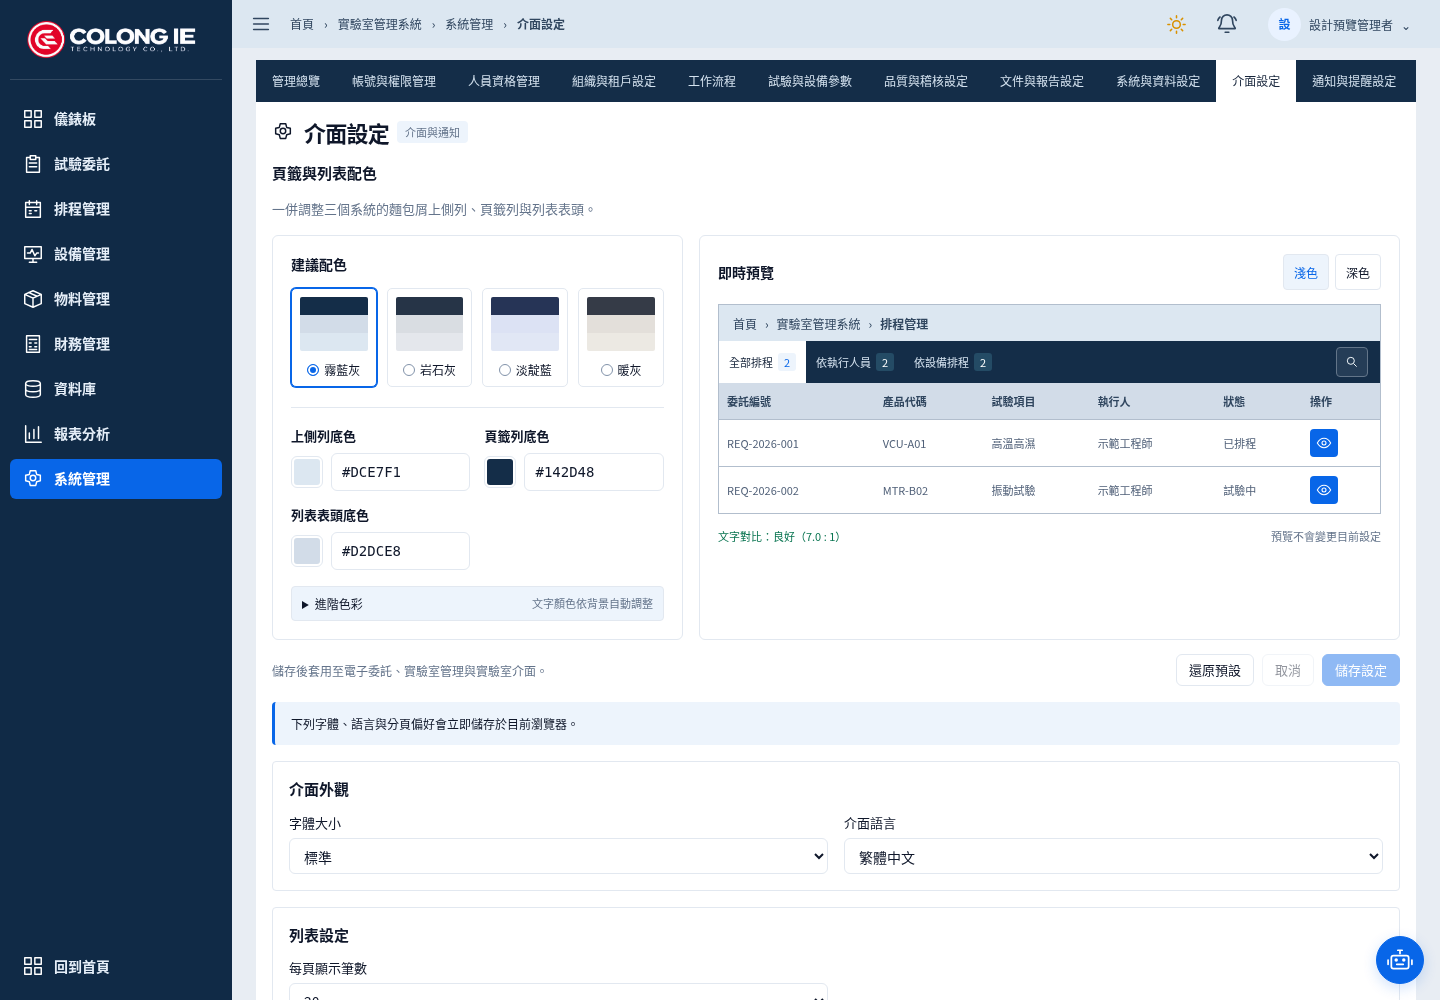 COLONG IE
TECHNOLOGY CO., LTD.
儀錶板
試驗委託
排程管理
設備管理
物料管理
財務管理
資料庫
報表分析
系統管理
回到首頁
首頁 › 實驗室管理系統 › 系統管理 › 介面設定
設 設計預覽管理者
管理總覽 帳號與權限管理 人員資格管理 組織與租戶設定 工作流程 試驗與設備參數 品質與稽核設定 文件與報告設定 系統與資料設定 介面設定 通知與提醒設定
介面設定 介面與通知
頁籤與列表配色
一併調整三個系統的麵包屑上側列、頁籤列與列表表頭。
建議配色
霧藍灰 岩石灰 淡靛藍 暖灰
上側列底色 頁籤列底色
#DCE7F1 #142D48
列表表頭底色
#D2DCE8
進階色彩 文字顏色依背景自動調整
即時預覽 淺色 深色
首頁 › 實驗室管理系統 › 排程管理
全部排程 2 依執行人員 2 依設備排程 2
委託編號 產品代碼 試驗項目 執行人 狀態 操作
REQ-2026-001 VCU-A01 高溫高濕 示範工程師 已排程
REQ-2026-002 MTR-B02 振動試驗 示範工程師 試驗中
文字對比：良好（7.0 : 1） 預覽不會變更目前設定
儲存後套用至電子委託、實驗室管理與實驗室介面。 還原預設 取消 儲存設定
下列字體、語言與分頁偏好會立即儲存於目前瀏覽器。
介面外觀
字體大小 介面語言
標準 繁體中文
列表設定
每頁顯示筆數